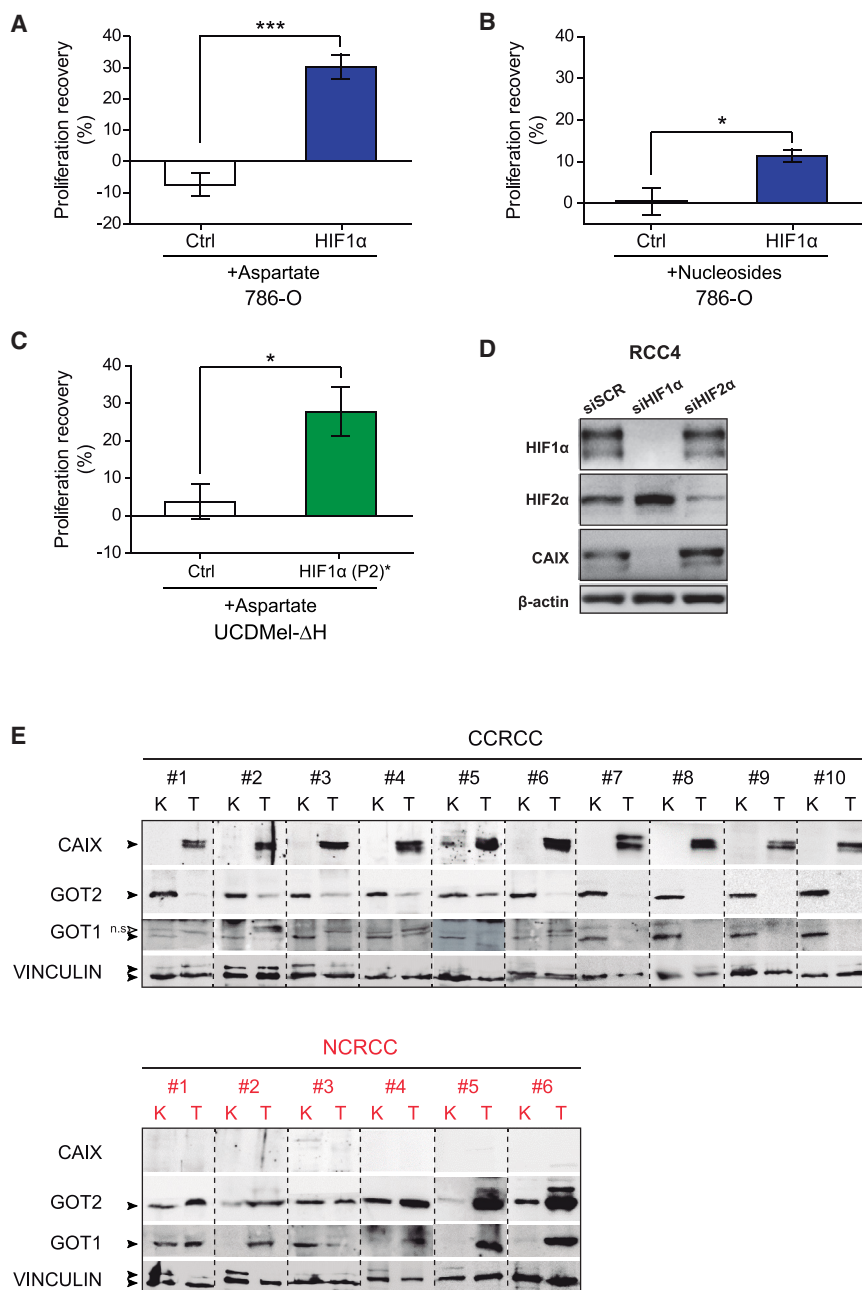 A
Proliferation recovery
(%)
40
30
20
10
0
-10
-20
***
Ctrl
HIF1α
+Aspartate
786-O
B
Proliferation recovery
(%)
40
30
20
10
0
*
Ctrl
HIF1α
+Nucleosides
786-O
C
Proliferation recovery
(%)
40
30
20
10
0
-10
*
Ctrl
HIF1α (P2)*
+Aspartate
UCDMel-ΔH
D
RCC4
siSCR siHIF1α siHIF2α
HIF1α
HIF2α
CAIX
β-actin
E
CCRCC
#1 #2 #3 #4 #5 #6 #7 #8 #9 #10
K T K T K T K T K T K T K T K T K T K T
CAIX
GOT2
n.s
GOT1
VINCULIN
NCRCC
#1 #2 #3 #4 #5 #6
K T K T K T K T K T K T
CAIX
GOT2
GOT1
VINCULIN